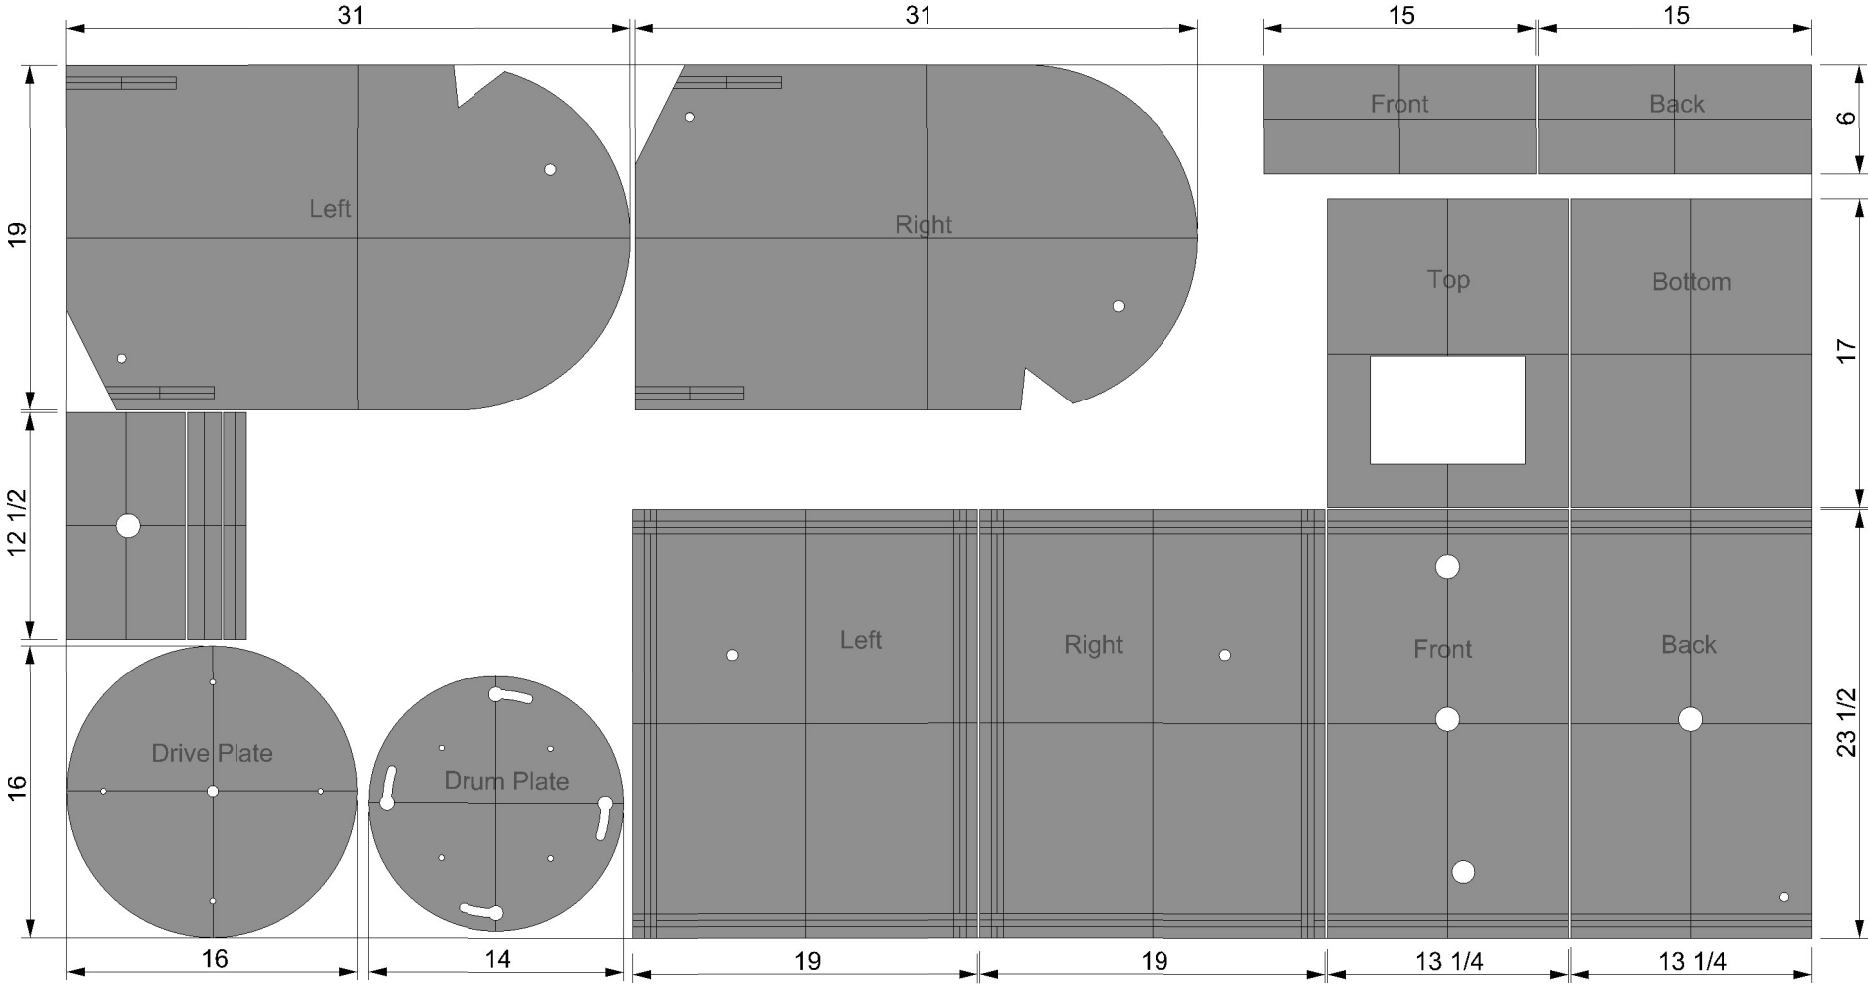 31
31
15
15
Front
Back
6
19
Left
Right
Top
Bottom
17
12 1/2
Left
Right
Front
Back
23 1/2
16
Drive Plate
Drum Plate
16
14
19
19
13 1/4
13 1/4